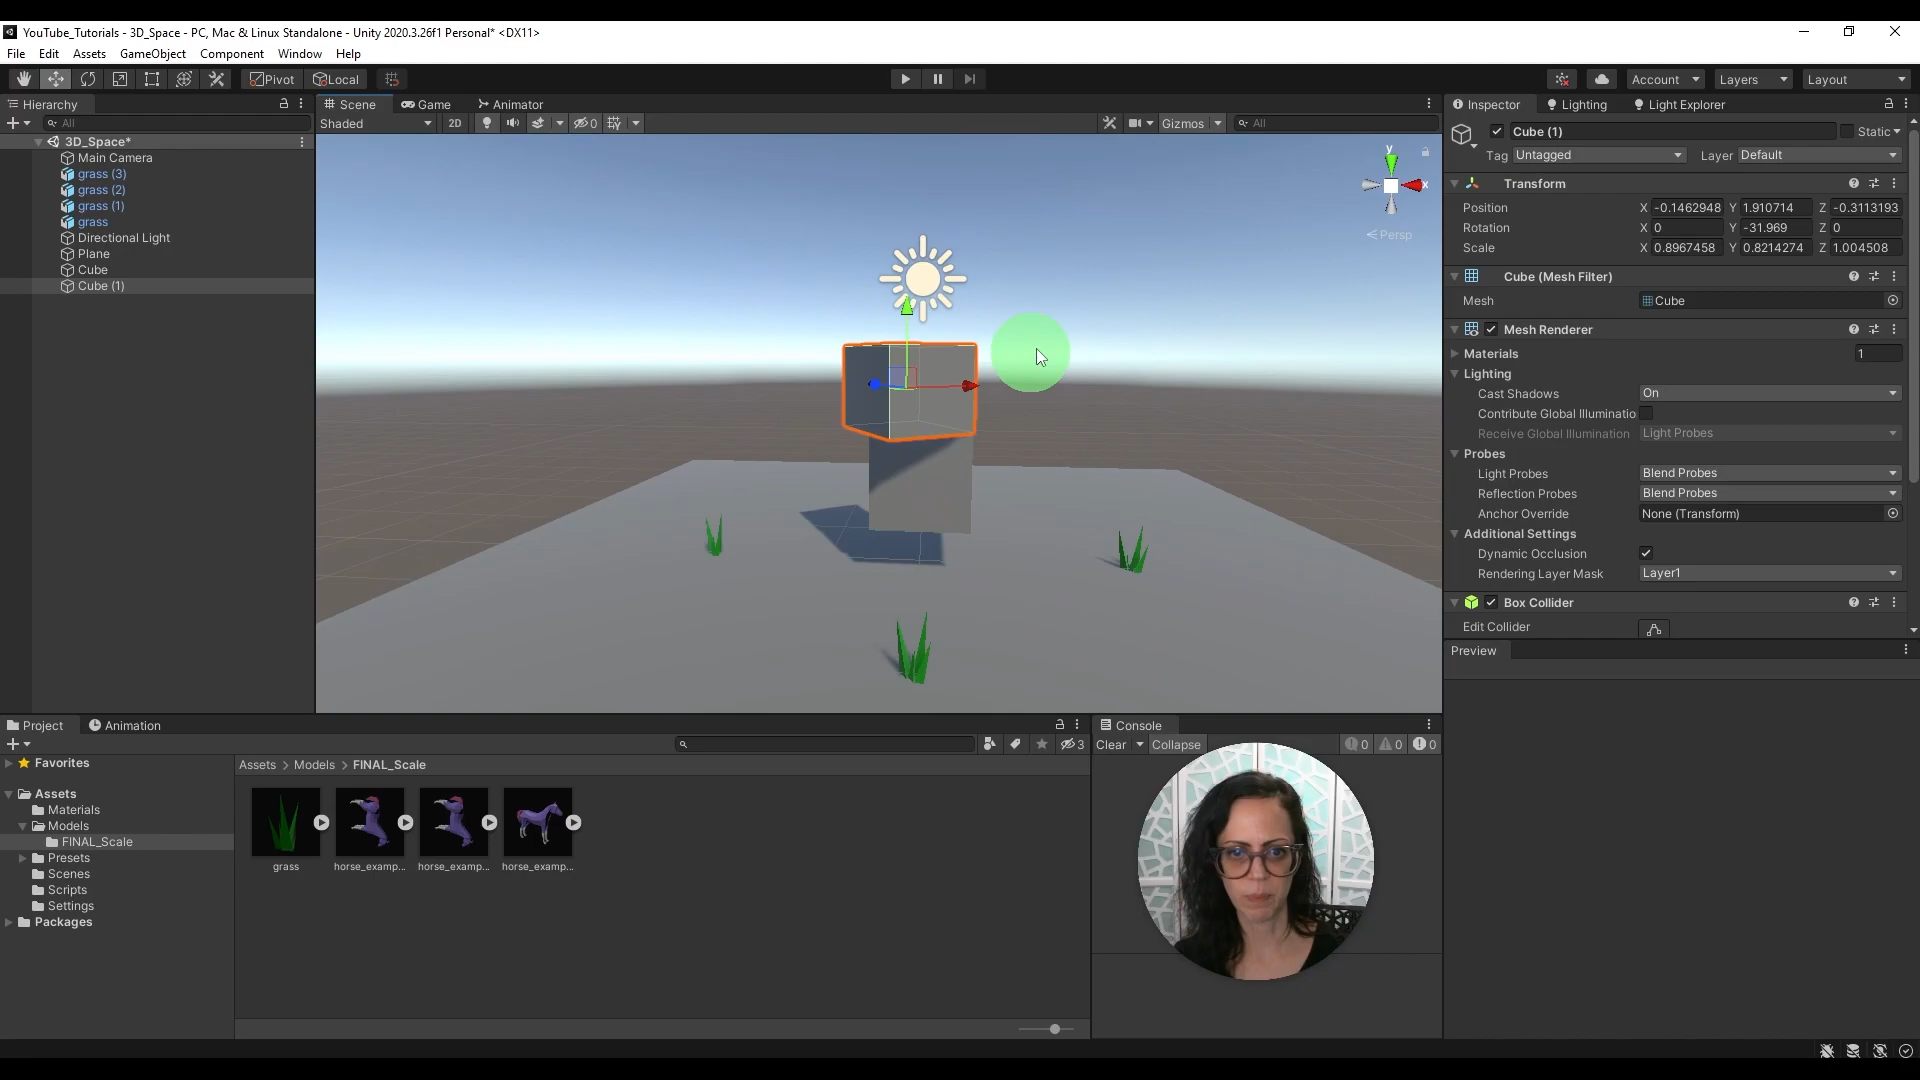 YouTube_Tutorials - 3D_Space - PC, Mac & Linux Standalone - Unity 2020.3.26f1 Personal* <DX11>
File Edit Assets GameObject Component Window Help
Pivot Local Account Layers Layout
Hierarchy Scene Game Animator Inspector Lighting Light Explorer
All Shaded 2D 0 Gizmos All
3D_Space*
Main Camera
grass (3)
grass (2)
grass (1)
grass
Directional Light
Plane
Cube
Cube (1)
y
x
Persp
Cube (1) Static
Tag Untagged Layer Default
Transform
Position X -0.1462948 Y 1.910714 Z -0.3113193
Rotation X 0 Y -31.969 Z 0
Scale X 0.8967458 Y 0.8214274 Z 1.004508
Cube (Mesh Filter)
Mesh Cube
Mesh Renderer
Materials 1
Lighting
Cast Shadows On
Contribute Global Illuminatio
Receive Global Illumination Light Probes
Probes
Light Probes Blend Probes
Reflection Probes Blend Probes
Anchor Override None (Transform)
Additional Settings
Dynamic Occlusion
Rendering Layer Mask Layer1
Box Collider
Edit Collider
Preview
Project Animation
3
Favorites
Assets
Materials
Models
FINAL_Scale
Presets
Scenes
Scripts
Settings
Packages
Assets > Models > FINAL_Scale
grass horse_examp... horse_examp... horse_examp...
Console
Clear Collapse 0 0 0